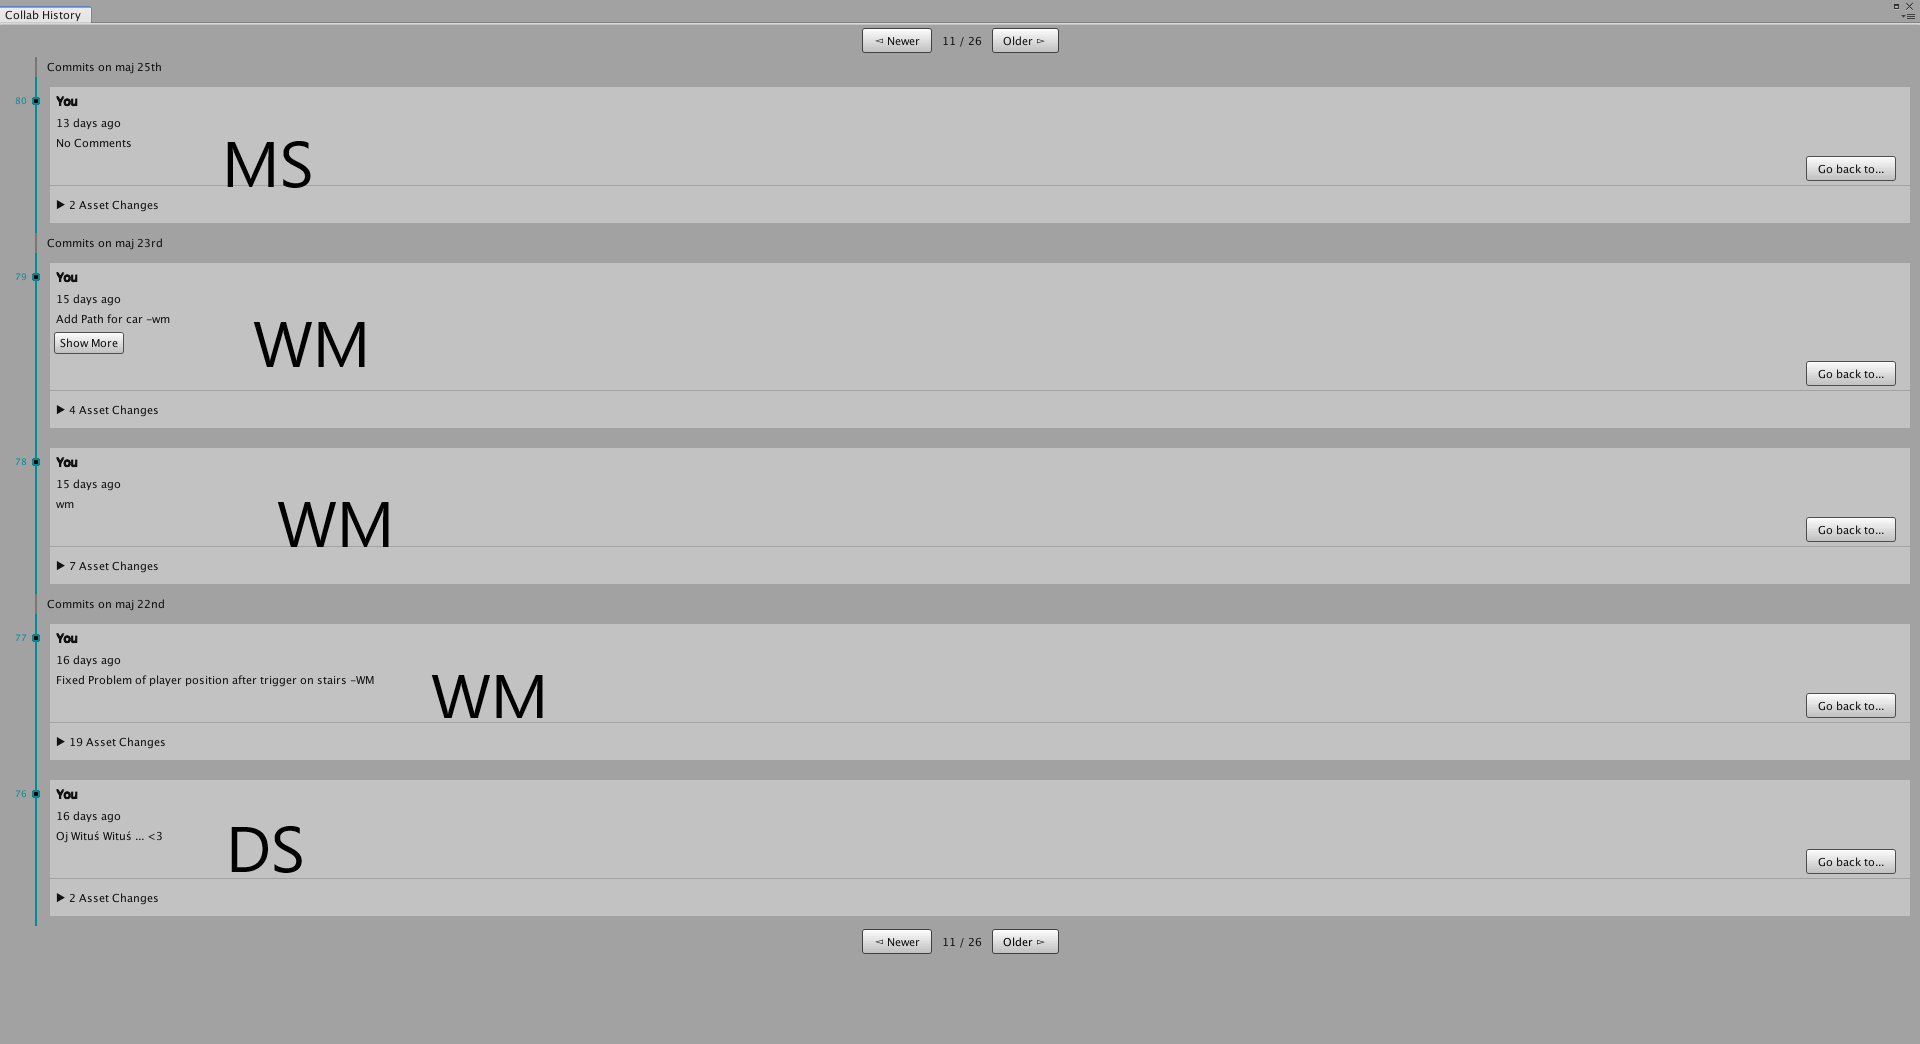 Collab History
◅ Newer 11 / 26 Older ▻
Commits on maj 25th
80 You
13 days ago
No Comments
MS
Go back to...
► 2 Asset Changes
Commits on maj 23rd
79 You
15 days ago
Add Path for car -wm
Show More
WM
Go back to...
► 4 Asset Changes
78 You
15 days ago
wm
WM
Go back to...
► 7 Asset Changes
Commits on maj 22nd
77 You
16 days ago
Fixed Problem of player position after trigger on stairs -WM
WM
Go back to...
► 19 Asset Changes
76 You
16 days ago
Oj Wituś Wituś ... <3
DS
Go back to...
► 2 Asset Changes
◅ Newer 11 / 26 Older ▻